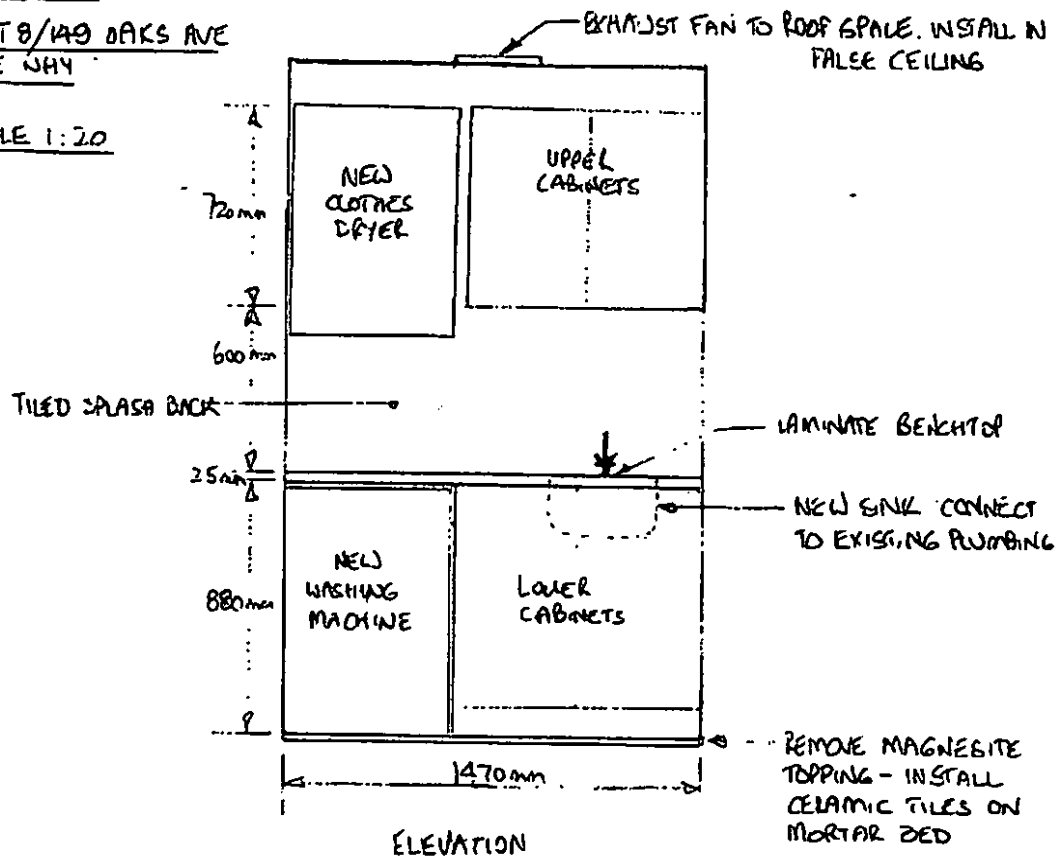 T 8/149 OAKS AVE
E WHY
LE 1:20
EXHAUST FAN TO ROOF SPACE. INSTALL IN
FALSE CEILING
720mm
NEW
CLOTHES
DRYER
UPPER
CABINETS
600mm
TILED SPLASH BACK
LAMINATE BENCHTOP
25mm
NEW SINK CONNECT
TO EXISTING PLUMBING
880mm
NEW
WASHING
MACHINE
LOWER
CABINETS
1470mm
REMOVE MAGNESITE
TOPPING - INSTALL
CERAMIC TILES ON
MORTAR BED
ELEVATION